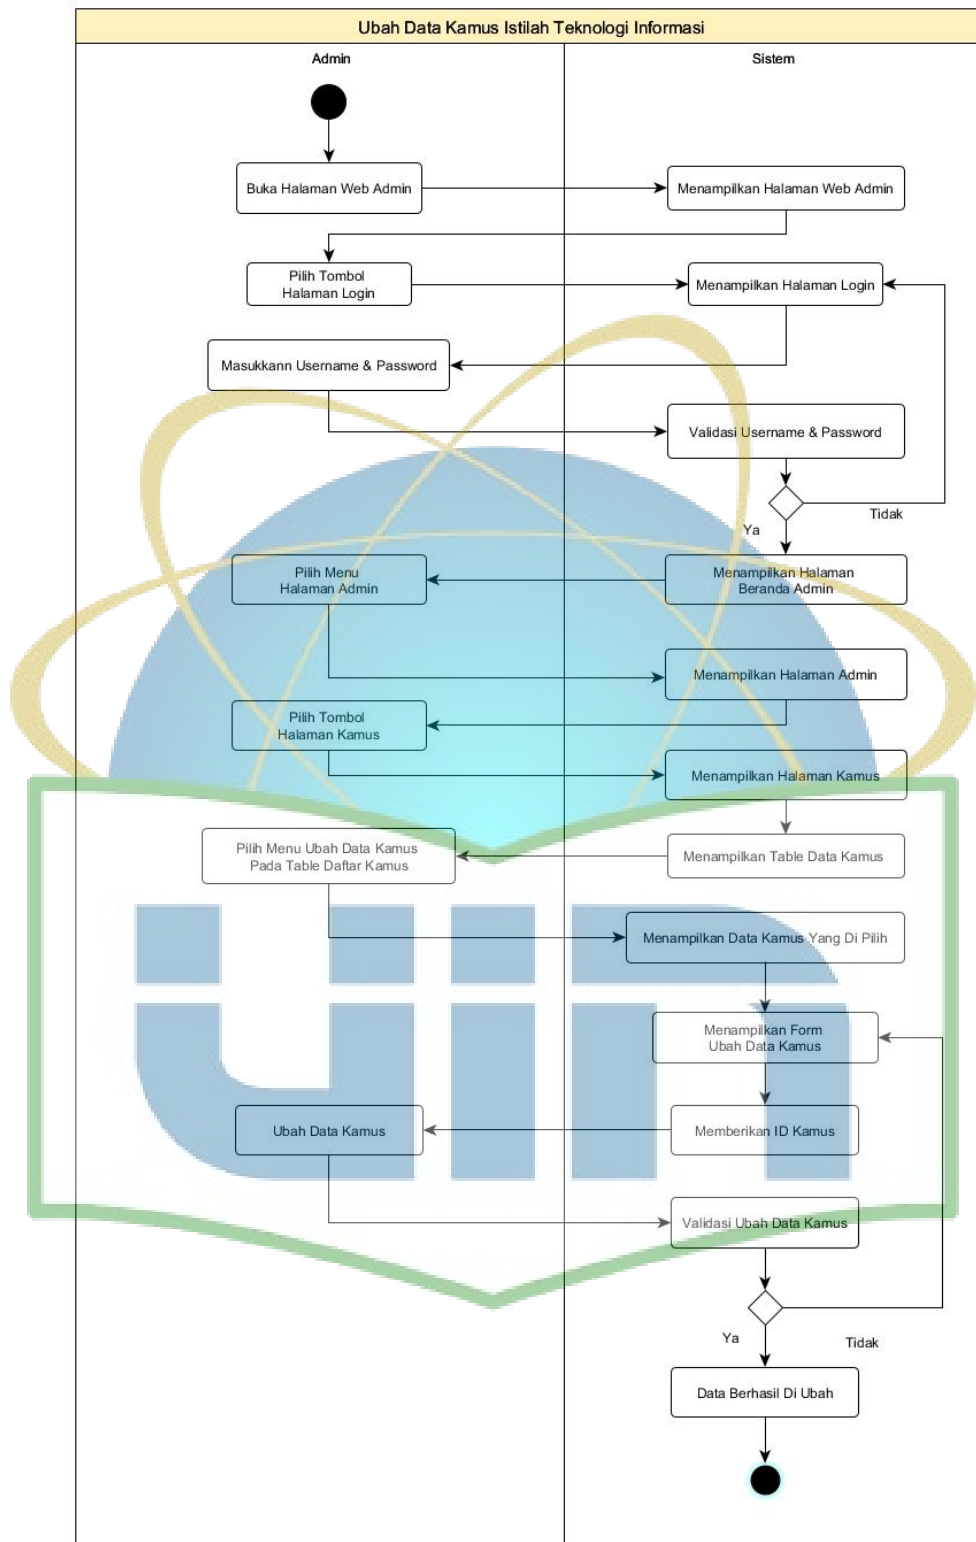 Ubah Data Kamus Istilah Teknologi Informasi
Admin
Sistem
Buka Halaman Web Admin
Menampilkan Halaman Web Admin
Pilih Tombol
Halaman Login
Menampilkan Halaman Login
Masukkann Username & Password
Validasi Username & Password
Tidak
Ya
Pilih Menu
Halaman Admin
Menampilkan Halaman
Beranda Admin
Menampilkan Halaman Admin
Pilih Tombol
Halaman Kamus
Menampilkan Halaman Kamus
Pilih Menu Ubah Data Kamus
Pada Table Daftar Kamus
Menampilkan Table Data Kamus
Menampilkan Data Kamus Yang Di Pilih
Menampilkan Form
Ubah Data Kamus
Ubah Data Kamus
Memberikan ID Kamus
Validasi Ubah Data Kamus
Ya
Tidak
Data Berhasil Di Ubah
uin